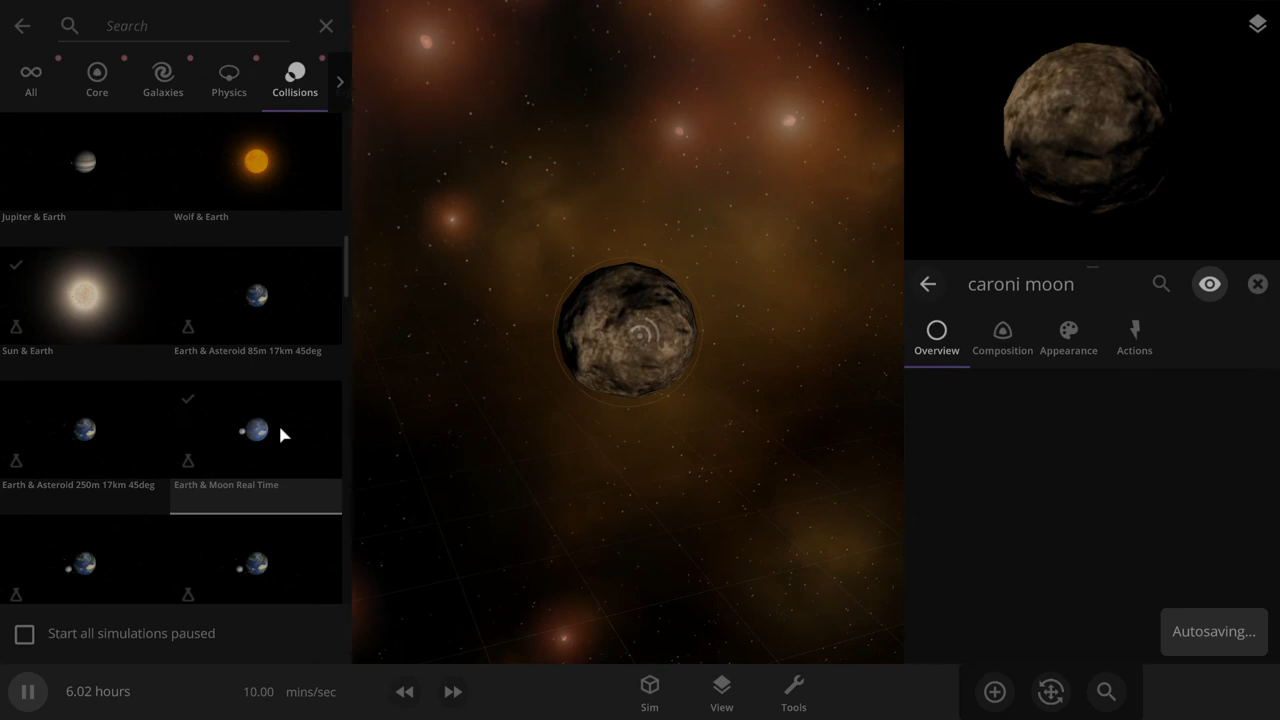 Search
All
Core
Galaxies
Physics
Collisions
Jupiter & Earth
Wolf & Earth
Sun & Earth
Earth & Asteroid 85m 17km 45deg
Earth & Asteroid 250m 17km 45deg
Earth & Moon Real Time
Start all simulations paused
6.02 hours
10.00 mins/sec
Sim
View
Tools
caroni moon
Overview
Composition
Appearance
Actions
Autosaving...